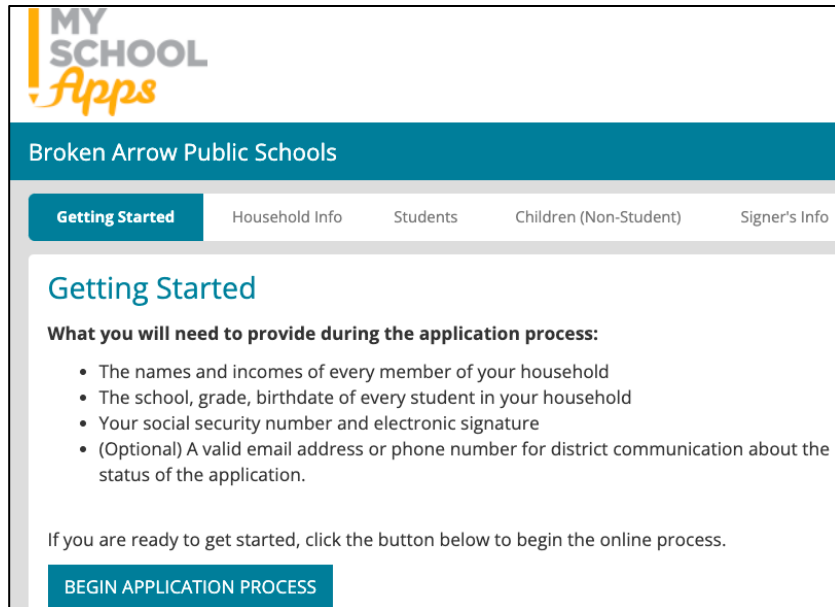 MY
SCHOOL
Apps
Broken Arrow Public Schools
Getting Started
Household Info
Students
Children (Non-Student)
Signer's Info
Getting Started
What you will need to provide during the application process:
• The names and incomes of every member of your household
• The school, grade, birthdate of every student in your household
• Your social security number and electronic signature
• (Optional) A valid email address or phone number for district communication about the
status of the application.
If you are ready to get started, click the button below to begin the online process.
BEGIN APPLICATION PROCESS